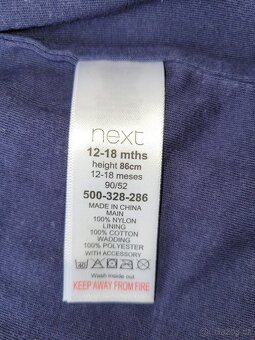 next
12-18 mths
height 86cm
12-18 meses
90/52
500-328-286
MADE IN CHINA
MAIN
100% NYLON
LINING
100% COTTON
WADDING
100% POLYESTER
WITH ACCESSORY
Wash inside out
KEEP AWAY FROM FIRE